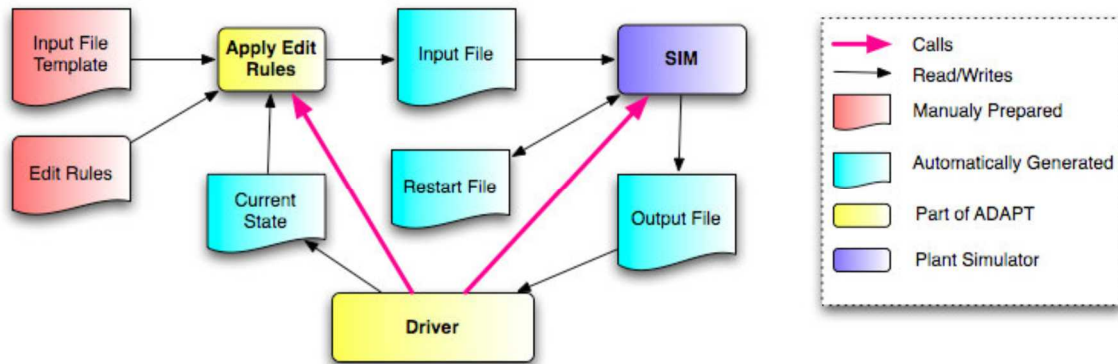 Input File
Template
Apply Edit
Rules
Input File
SIM
Edit Rules
Current
State
Restart File
Output File
Driver
Calls
Read/Writes
Manualy Prepared
Automatically Generated
Part of ADAPT
Plant Simulator